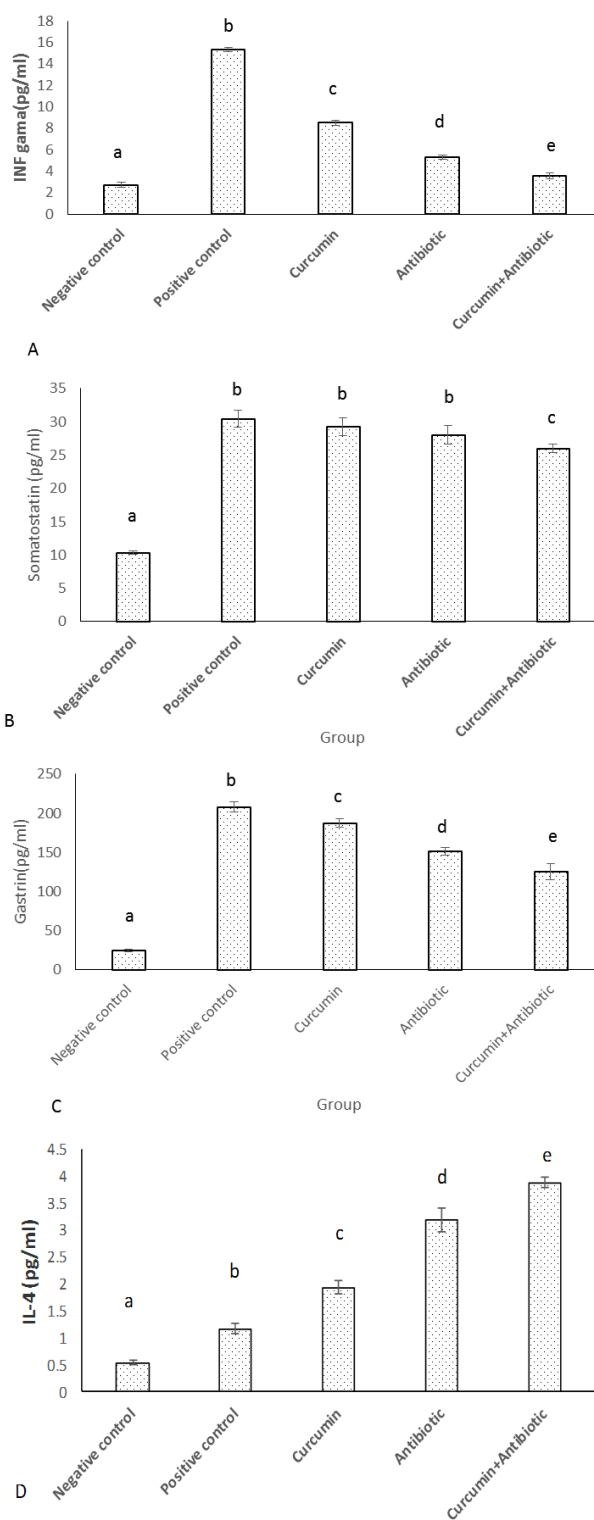 INF gama(pg/ml)
18
16
14
12
10
8
6
4
2
0
a
b
c
d
e
Negative control
Positive control
Curcumin
Antibiotic
Curcumin+Antibiotic
A
Somatostatin (pg/ml)
35
30
25
20
15
10
5
0
a
b
b
b
c
Negative control
Positive control
Curcumin
Antibiotic
Curcumin+Antibiotic
B
Group
Gastrin(pg/ml)
250
200
150
100
50
0
a
b
c
d
e
Negative control
Positive control
Curcumin
Antibiotic
Curcumin+Antibiotic
C
Group
IL-4 (pg/ml)
4.5
4
3.5
3
2.5
2
1.5
1
0.5
0
a
b
c
d
e
Negative control
Positive control
Curcumin
Antibiotic
Curcumin+Antibiotic
D